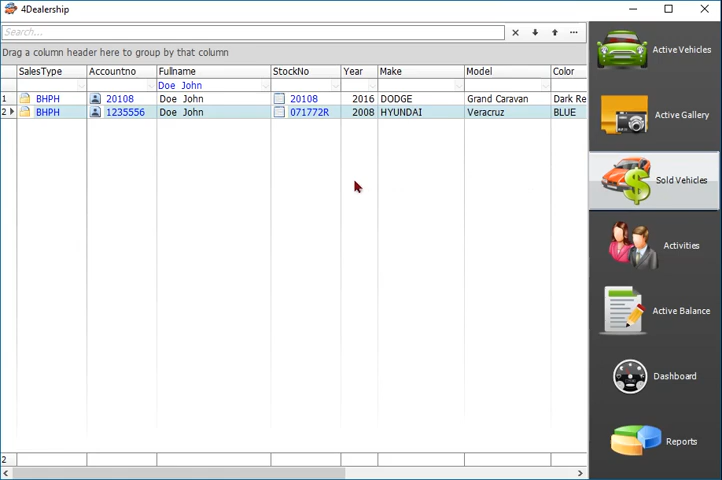 4Dealership
Search...
Drag a column header here to group by that column
SalesType Accountno Fullname StockNo Year Make Model Color
Doe John
1 BHPH 20108 Doe John 20108 2016 DODGE Grand Caravan Dark Re
2 BHPH 1235556 Doe John 071772R 2008 HYUNDAI Veracruz BLUE
2
Active Vehicles
Active Gallery
Sold Vehicles
Activities
Active Balance
Dashboard
Reports